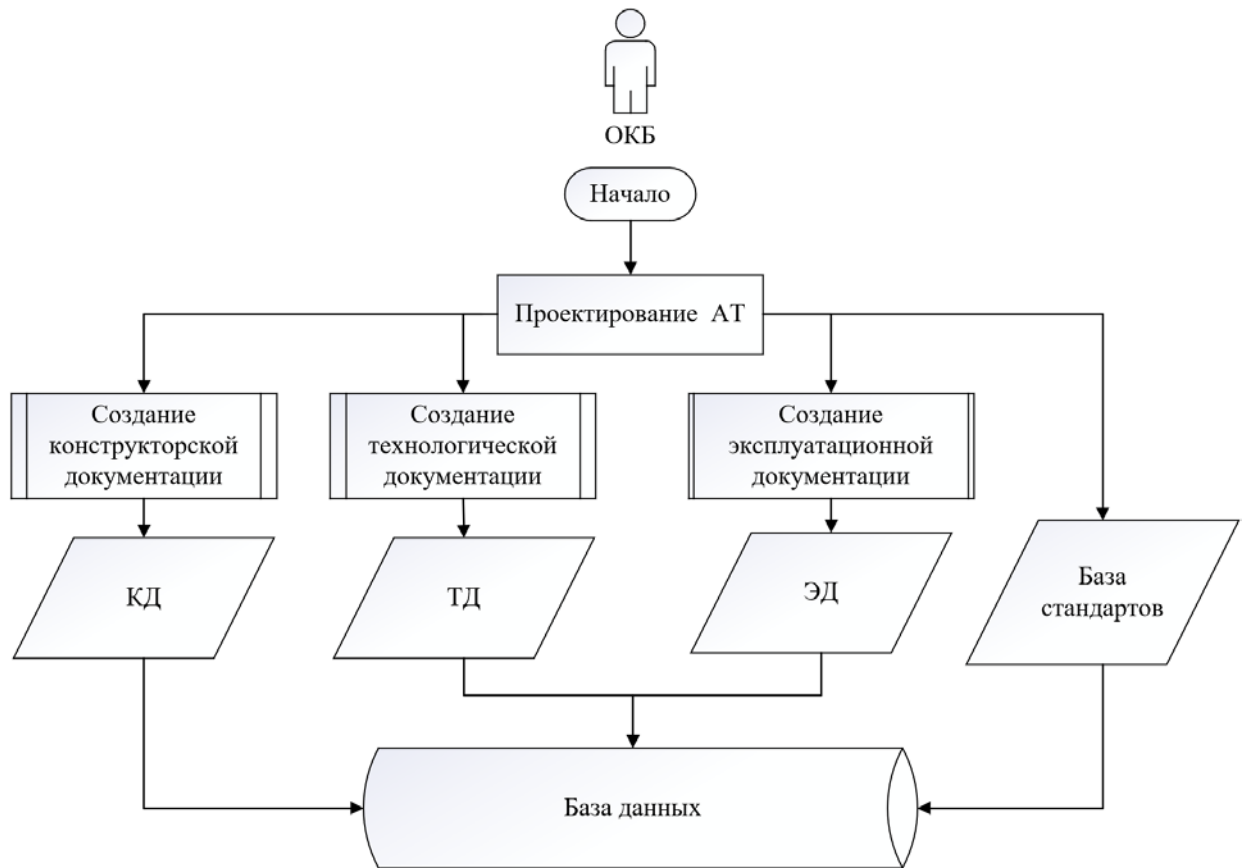 ОКБ
Начало
Проектирование АТ
Создание
конструкторской
документации
Создание
технологической
документации
Создание
эксплуатационной
документации
КД
ТД
ЭД
База
стандартов
База данных